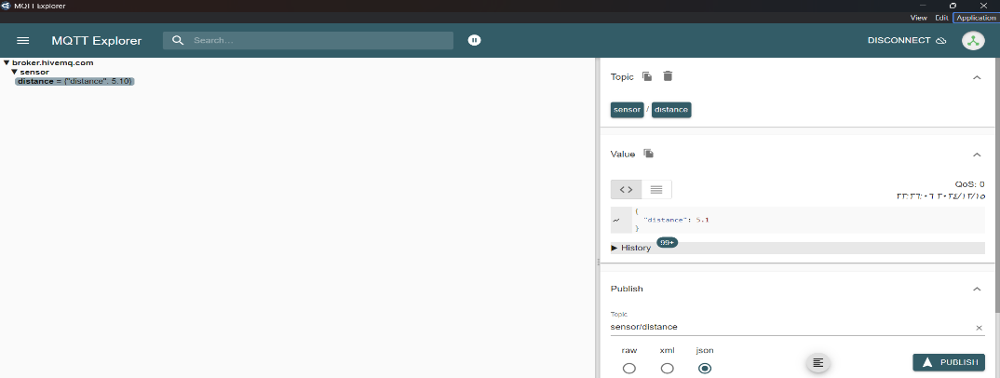 MQTT Explorer
View Edit Application
MQTT Explorer
Search...
DISCONNECT
▼ broker.hivemq.com
▼ sensor
distance = {"distance": 5.10}
Topic
sensor / distance
Value
QoS: 0
{
"distance": 5.1
}
▶ History 99+
Publish
Topic
sensor/distance
raw xml json
PUBLISH